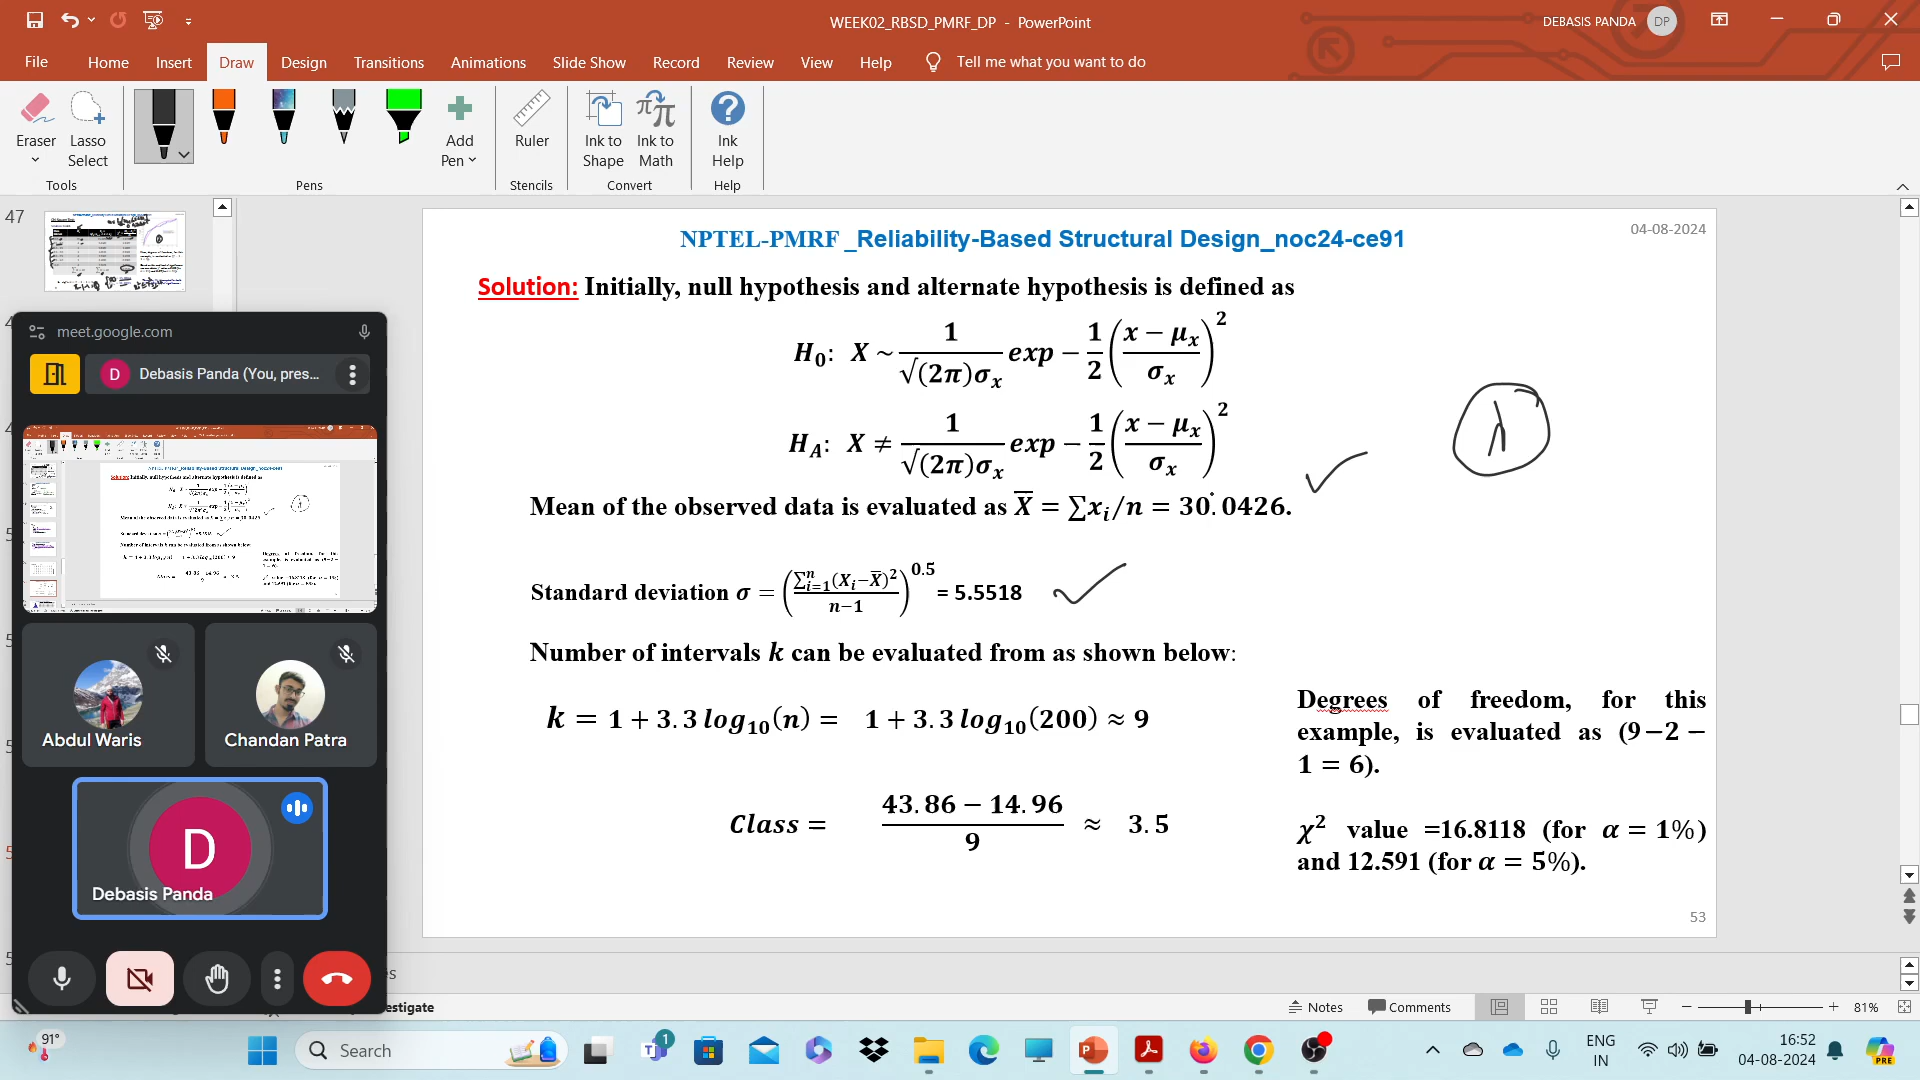 WEEK02_RBSD_PMRF_DP - PowerPoint
DEBASIS PANDA DP
File Home Insert Draw Design Transitions Animations Slide Show Record Review View Help Tell me what you want to do
Eraser
Lasso Select
Tools
Add Pen
Pens
Ruler
Stencils
Ink to Shape
Ink to Math
Convert
Ink Help
Help
47
04-08-2024
NPTEL-PMRF _Reliability-Based Structural Design_noc24-ce91
Solution: Initially, null hypothesis and alternate hypothesis is defined as
H₀: X ~ 1/(√(2π)σₓ) exp − 1/2 ((x − μₓ)/σₓ)²
H_A: X ≠ 1/(√(2π)σₓ) exp − 1/2 ((x − μₓ)/σₓ)²
λ
Mean of the observed data is evaluated as X̅ = ∑xᵢ/n = 30.0426.
Standard deviation σ = (∑ⁿᵢ₌₁(Xᵢ−X̅)²/(n−1))^0.5 = 5.5518
Number of intervals k can be evaluated from as shown below:
k = 1 + 3.3 log₁₀(n) = 1 + 3.3 log₁₀(200) ≈ 9
Class = (43.86 − 14.96)/9 ≈ 3.5
Degrees of freedom, for this
example, is evaluated as (9−2 −
1 = 6).
χ² value =16.8118 (for α = 1%)
and 12.591 (for α = 5%).
53
meet.google.com
D Debasis Panda (You, pres...
Abdul Waris
Chandan Patra
D
Debasis Panda
estigate
Notes Comments 81%
91°
Search
1
ENG
IN
16:52
04-08-2024
PRE